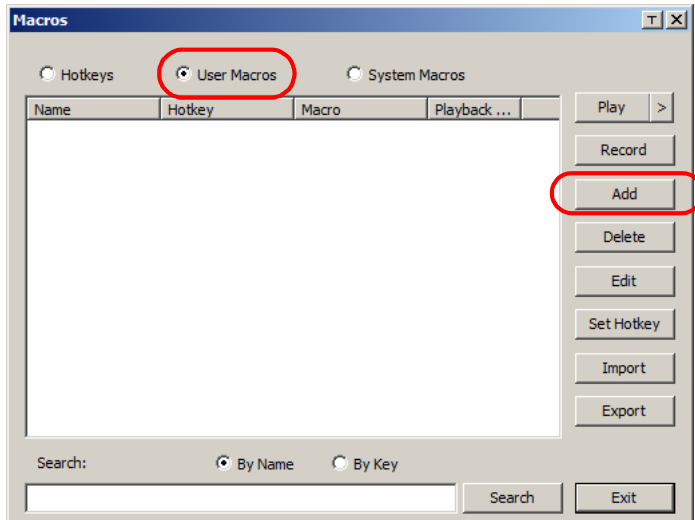 Macros T X
Hotkeys User Macros System Macros
Name Hotkey Macro Playback ...
Play >
Record
Add
Delete
Edit
Set Hotkey
Import
Export
Search: By Name By Key
Search Exit